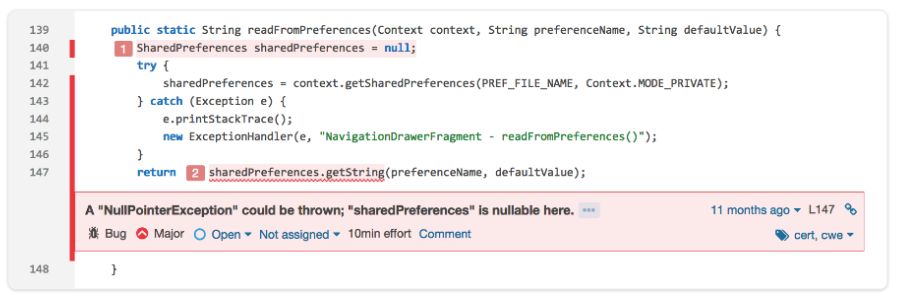 139 public static String readFromPreferences(Context context, String preferenceName, String defaultValue) {
140 1 SharedPreferences sharedPreferences = null;
141 try {
142 sharedPreferences = context.getSharedPreferences(PREF_FILE_NAME, Context.MODE_PRIVATE);
143 } catch (Exception e) {
144 e.printStackTrace();
145 new ExceptionHandler(e, "NavigationDrawerFragment - readFromPreferences()");
146 }
147 return 2 sharedPreferences.getString(preferenceName, defaultValue);
A "NullPointerException" could be thrown; "sharedPreferences" is nullable here. ... 11 months ago L147
Bug Major Open Not assigned 10min effort Comment cert, cwe
148 }